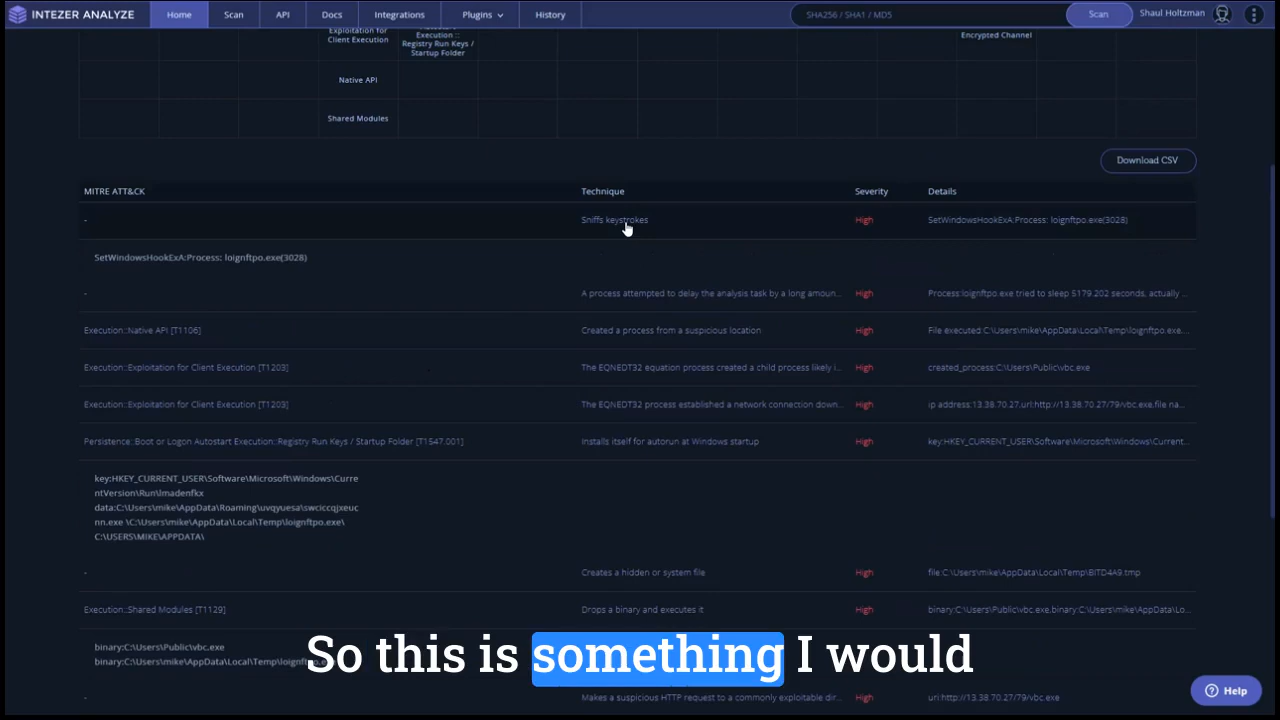 INTEZER ANALYZE Home Scan API Docs Integrations Plugins History SHA256 / SHA1 / MD5 Scan Shaul Holtzman
Exploitation for
Client Execution
Execution ::
Registry Run Keys /
Startup Folder
Encrypted Channel
Native API
Shared Modules
Download CSV
MITRE ATT&CK Technique Severity Details
- Sniffs keystrokes High SetWindowsHookExA:Process: loignftpo.exe(3028)
SetWindowsHookExA:Process: loignftpo.exe(3028)
- A process attempted to delay the analysis task by a long amoun... High Process:loignftpo.exe tried to sleep 5179.202 seconds, actually ...
Execution::Native API [T1106] Created a process from a suspicious location High File executed:C:\Users\mike\AppData\Local\Temp\loignftpo.exe...
Execution::Exploitation for Client Execution [T1203] The EQNEDT32 equation process created a child process likely i... High created_process:C:\Users\Public\vbc.exe
Execution::Exploitation for Client Execution [T1203] The EQNEDT32 process established a network connection down... High ip address:13.38.70.27,url:http://13.38.70.27/79/vbc.exe,file na...
Persistence::Boot or Logon Autostart Execution::Registry Run Keys / Startup Folder [T1547.001] Installs itself for autorun at Windows startup High key:HKEY_CURRENT_USER\Software\Microsoft\Windows\Current...
key:HKEY_CURRENT_USER\Software\Microsoft\Windows\Curre
ntVersion\Run\lmadenfkx
data:C:\Users\mike\AppData\Roaming\uvqyuesa\swciccqjxeuc
nn.exe \C:\Users\mike\AppData\Local\Temp\loignftpo.exe\
C:\USERS\MIKE\APPDATA\
- Creates a hidden or system file High file:C:\Users\mike\AppData\Local\Temp\BITD4A9.tmp
Execution::Shared Modules [T1129] Drops a binary and executes it High binary:C:\Users\Public\vbc.exe,binary:C:\Users\mike\AppData\Lo...
binary:C:\Users\Public\vbc.exe
binary:C:\Users\mike\AppData\Local\Temp\loignftpo
So this is something I would
- Makes a suspicious HTTP request to a commonly exploitable dir... High url:http://13.38.70.27/79/vbc.exe
Help